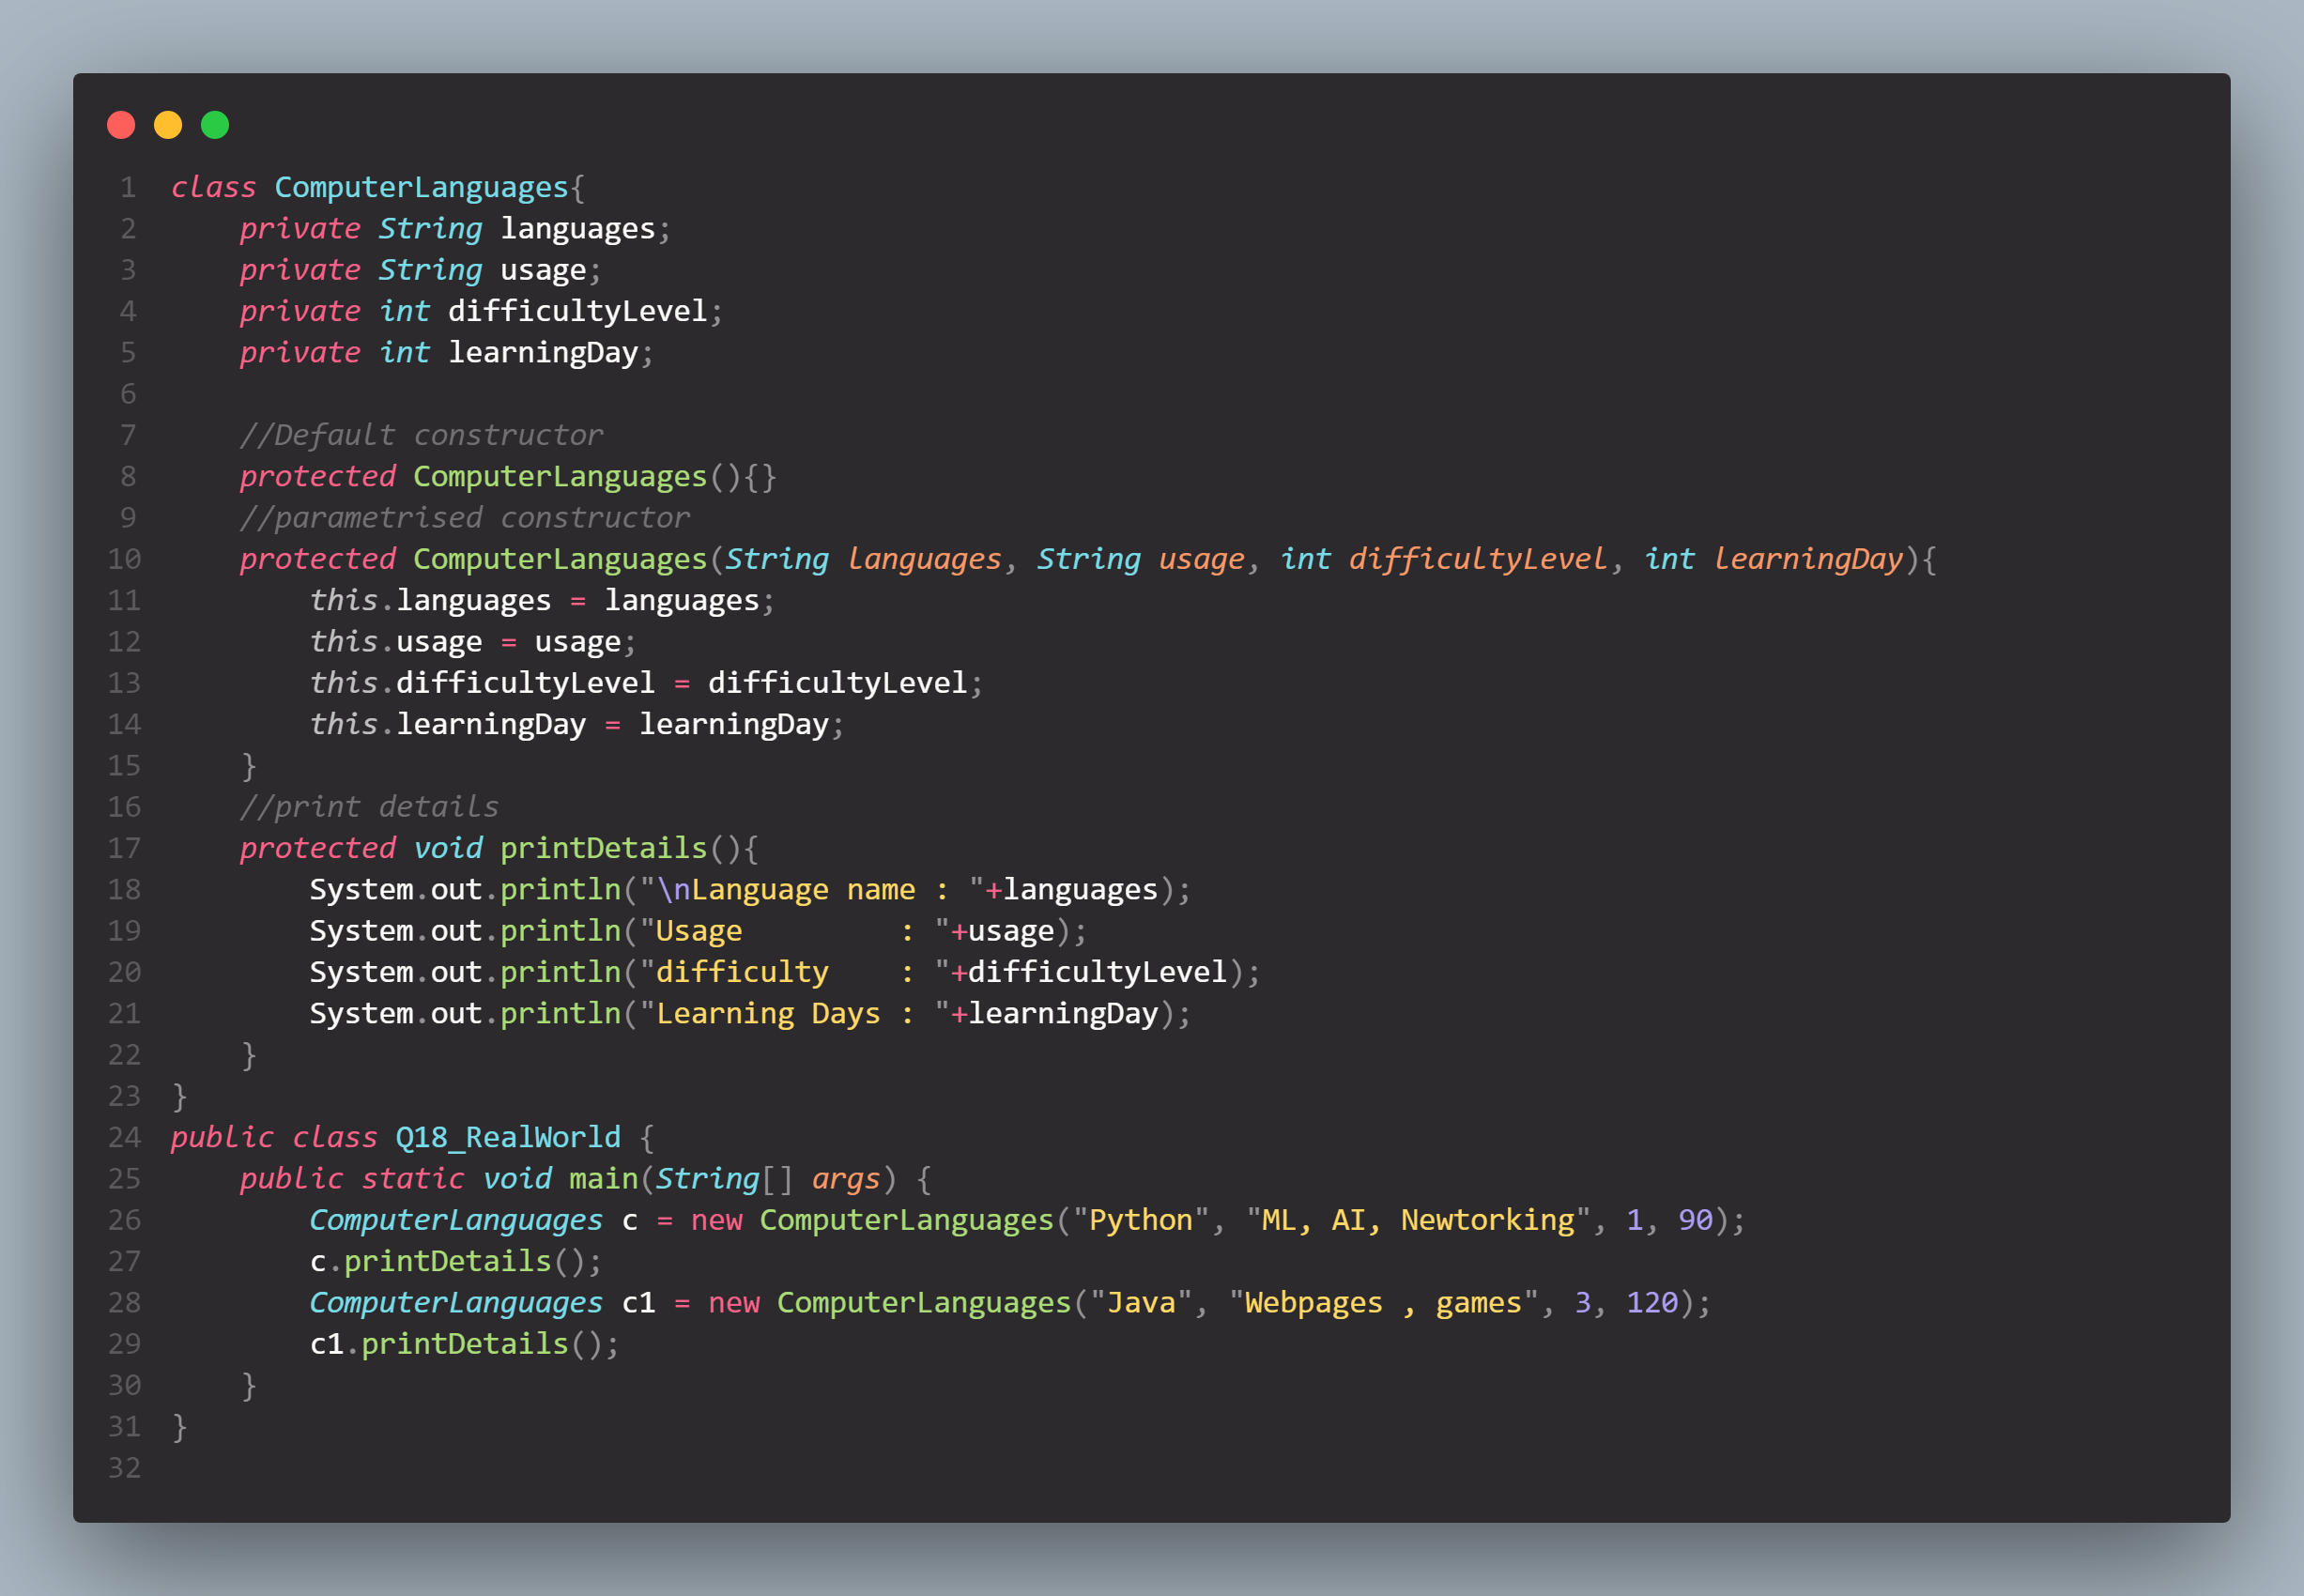 1 class ComputerLanguages{
2     private String languages;
3     private String usage;
4     private int difficultyLevel;
5     private int learningDay;
6
7     //Default constructor
8     protected ComputerLanguages(){}
9     //parametrised constructor
10     protected ComputerLanguages(String languages, String usage, int difficultyLevel, int learningDay){
11         this.languages = languages;
12         this.usage = usage;
13         this.difficultyLevel = difficultyLevel;
14         this.learningDay = learningDay;
15     }
16     //print details
17     protected void printDetails(){
18         System.out.println("\nLanguage name : "+languages);
19         System.out.println("Usage         : "+usage);
20         System.out.println("difficulty    : "+difficultyLevel);
21         System.out.println("Learning Days : "+learningDay);
22     }
23 }
24 public class Q18_RealWorld {
25     public static void main(String[] args) {
26         ComputerLanguages c = new ComputerLanguages("Python", "ML, AI, Newtorking", 1, 90);
27         c.printDetails();
28         ComputerLanguages c1 = new ComputerLanguages("Java", "Webpages , games", 3, 120);
29         c1.printDetails();
30     }
31 }
32